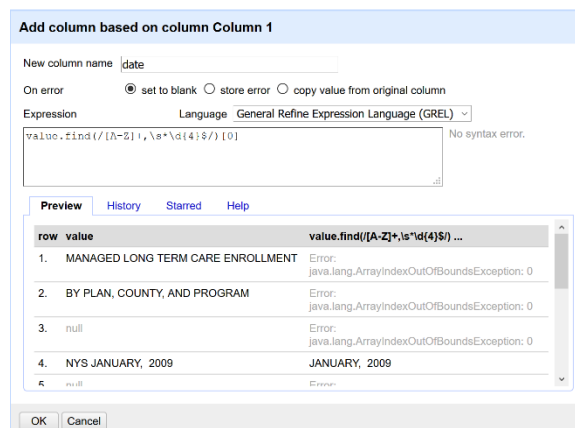 Add column based on column Column 1
New column name date
On error set to blank store error copy value from original column
Expression Language General Refine Expression Language (GREL)
value.find(/[A-Z]+,\s*\d{4}$/)[0] No syntax error.
Preview History Starred Help
row value value.find(/[A-Z]+,\s*\d{4}$/) ...
1. MANAGED LONG TERM CARE ENROLLMENT Error:
java.lang.ArrayIndexOutOfBoundsException: 0
2. BY PLAN, COUNTY, AND PROGRAM Error:
java.lang.ArrayIndexOutOfBoundsException: 0
3. null Error:
java.lang.ArrayIndexOutOfBoundsException: 0
4. NYS JANUARY, 2009 JANUARY, 2009
5. null Error:
OK Cancel